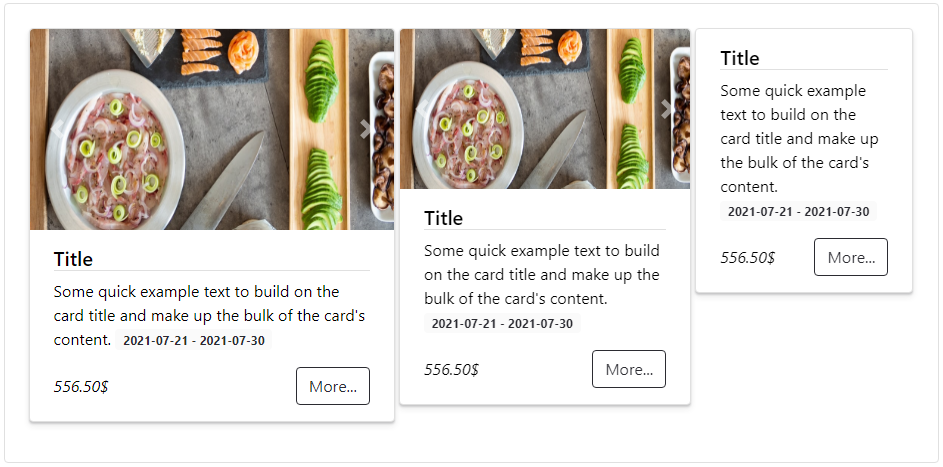 Title
Some quick example text to build on the
card title and make up the bulk of the card's
content. 2021-07-21 - 2021-07-30
556.50$ More...
Title
Some quick example text to build
on the card title and make up the
bulk of the card's content.
2021-07-21 - 2021-07-30
556.50$ More...
Title
Some quick example
text to build on the
card title and make up
the bulk of the card's
content.
2021-07-21 - 2021-07-30
556.50$ More...